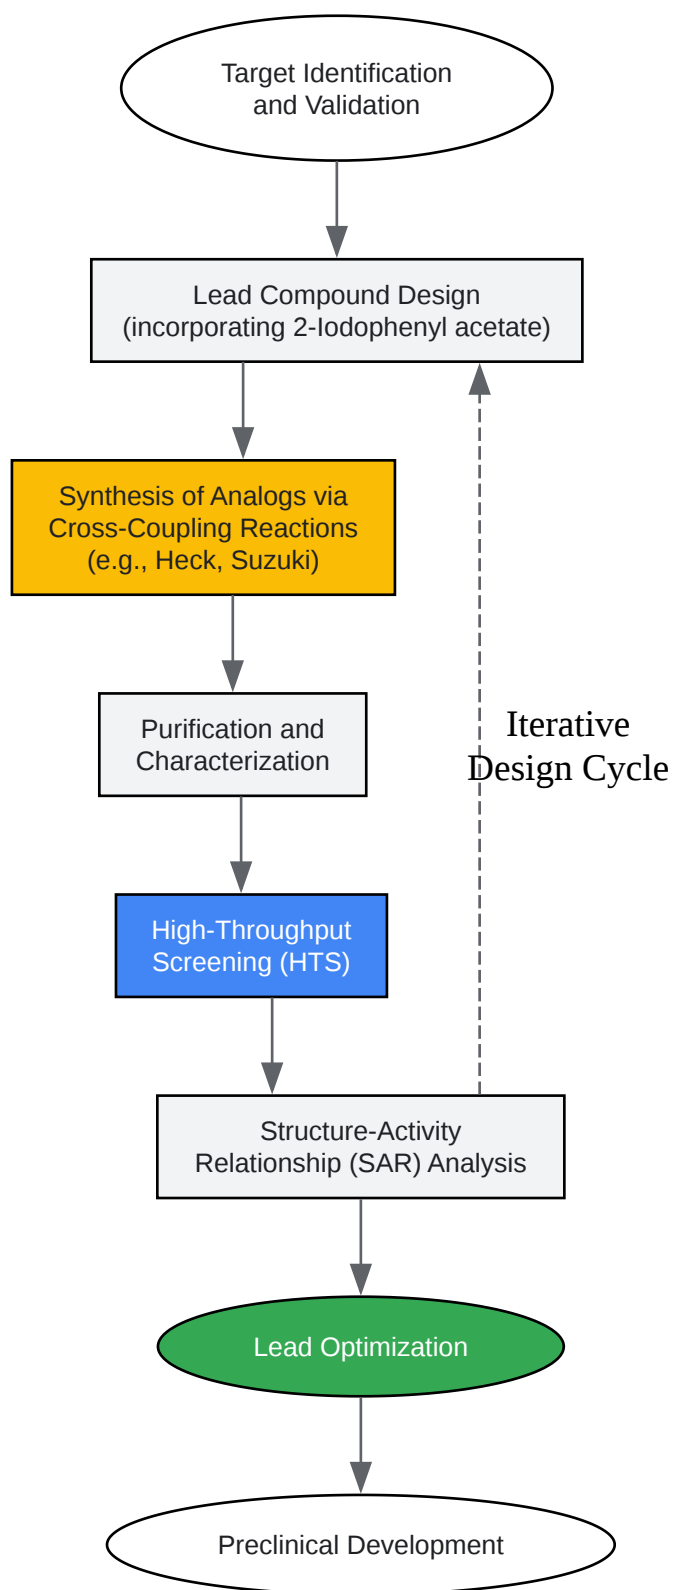 Target Identification
and Validation
Lead Compound Design
(incorporating 2-Iodophenyl acetate)
Synthesis of Analogs via
Cross-Coupling Reactions
(e.g., Heck, Suzuki)
Purification and
Characterization
Iterative
Design Cycle
High-Throughput
Screening (HTS)
Structure-Activity
Relationship (SAR) Analysis
Lead Optimization
Preclinical Development